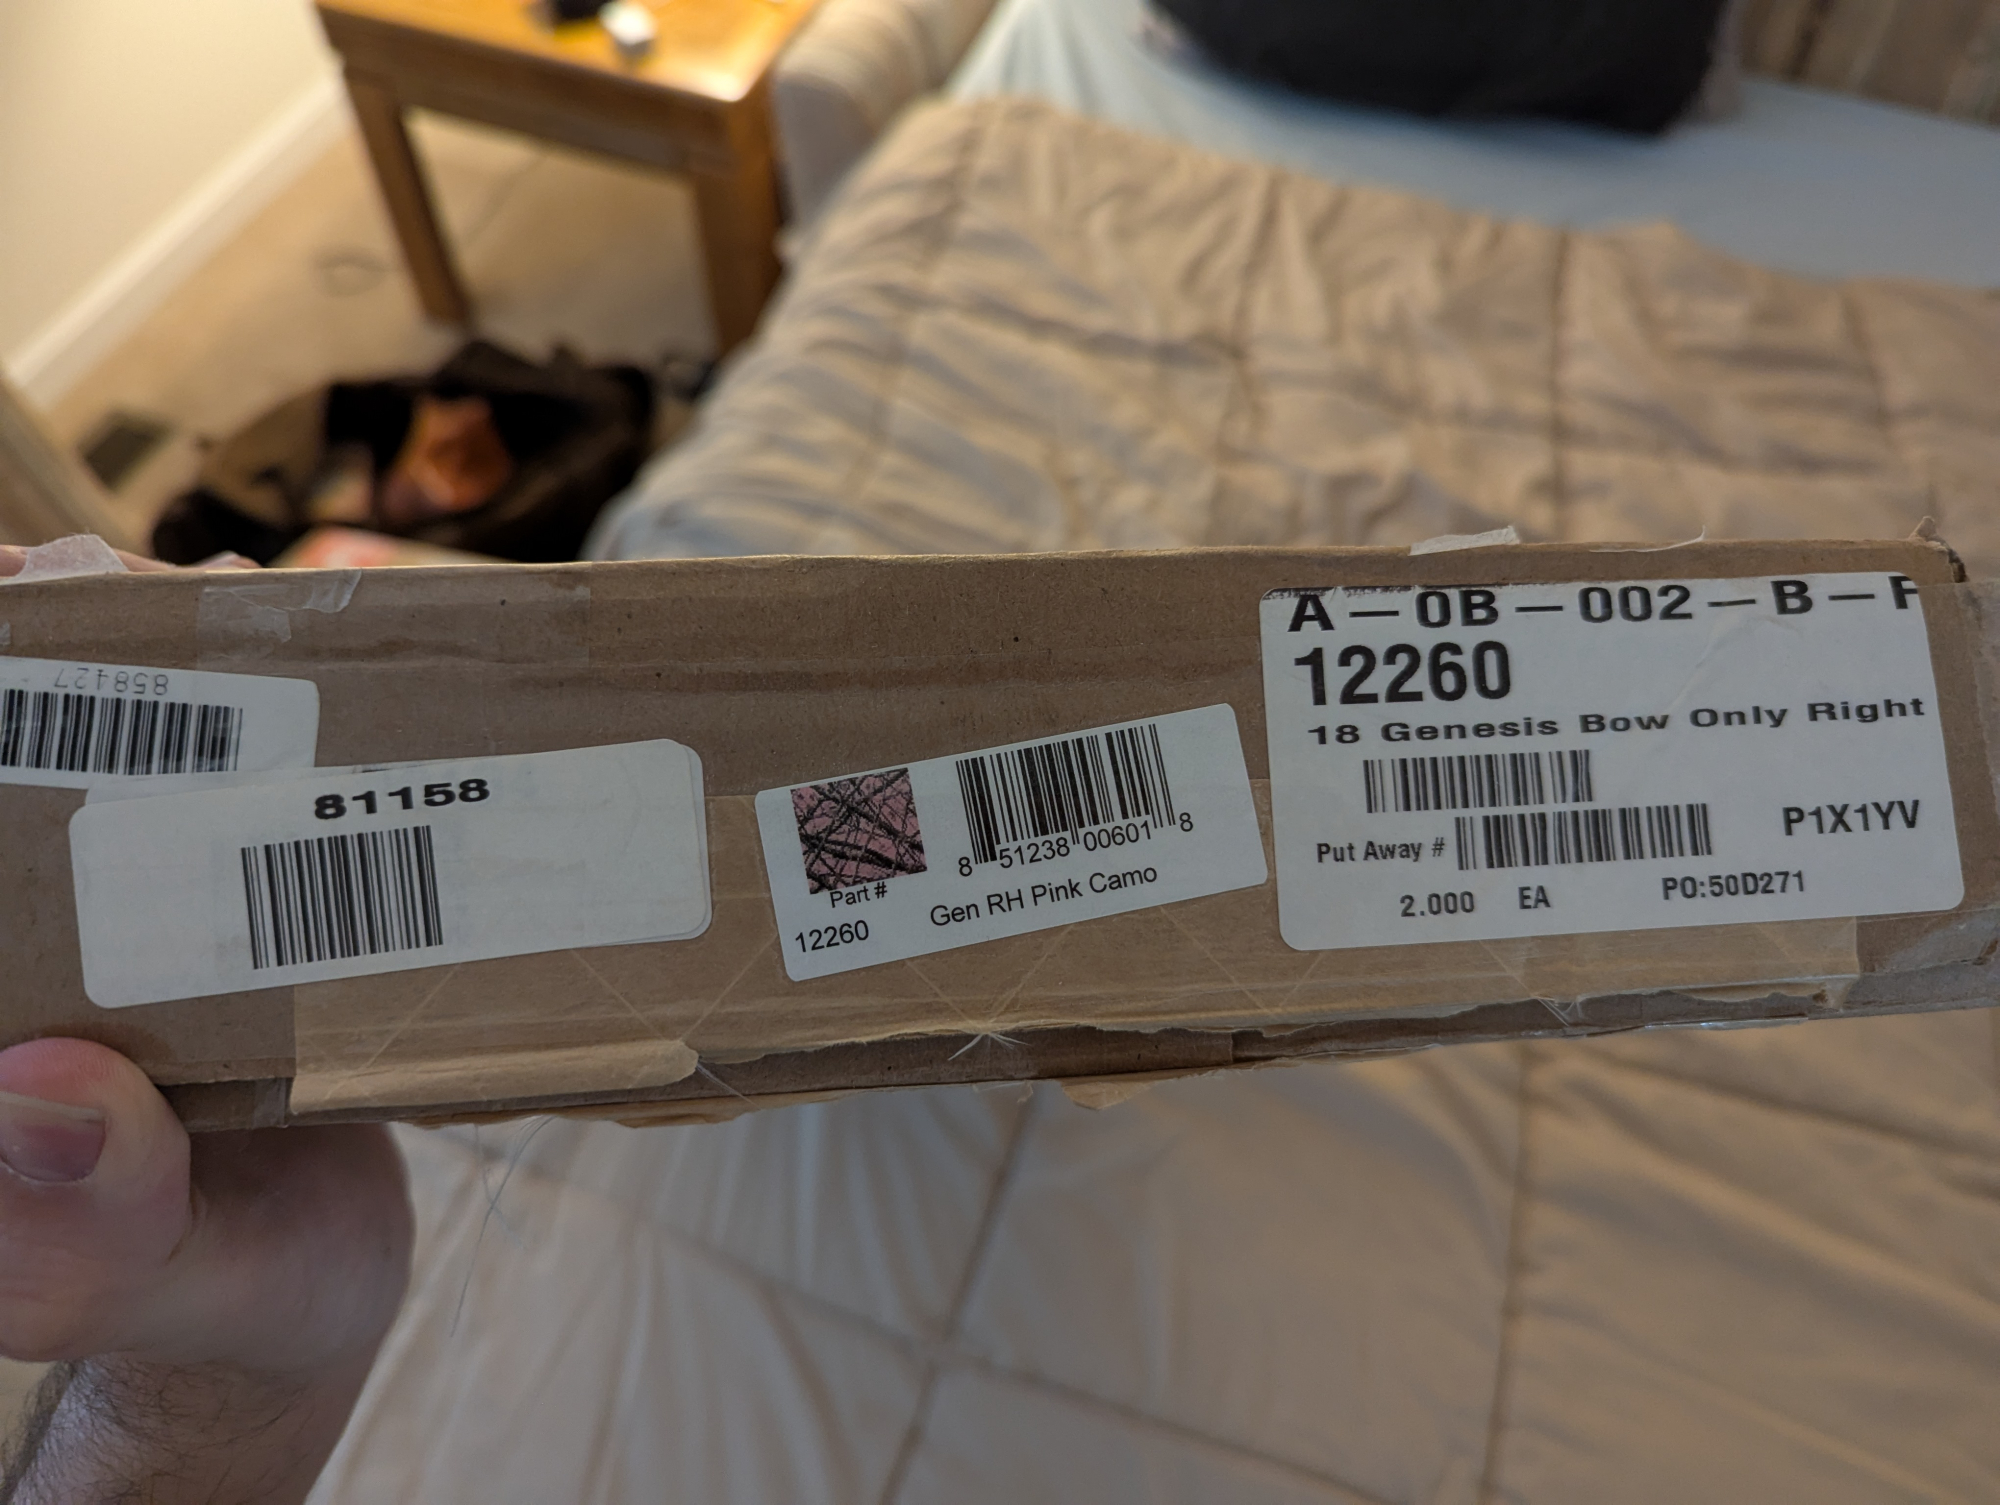 858427
81158
8 51238 00601 8
Part #
12260
Gen RH Pink Camo
A-0B-002-B-
12260
18 Genesis Bow Only Right
Put Away #
P1X1YV
2.000 EA PO:50D271